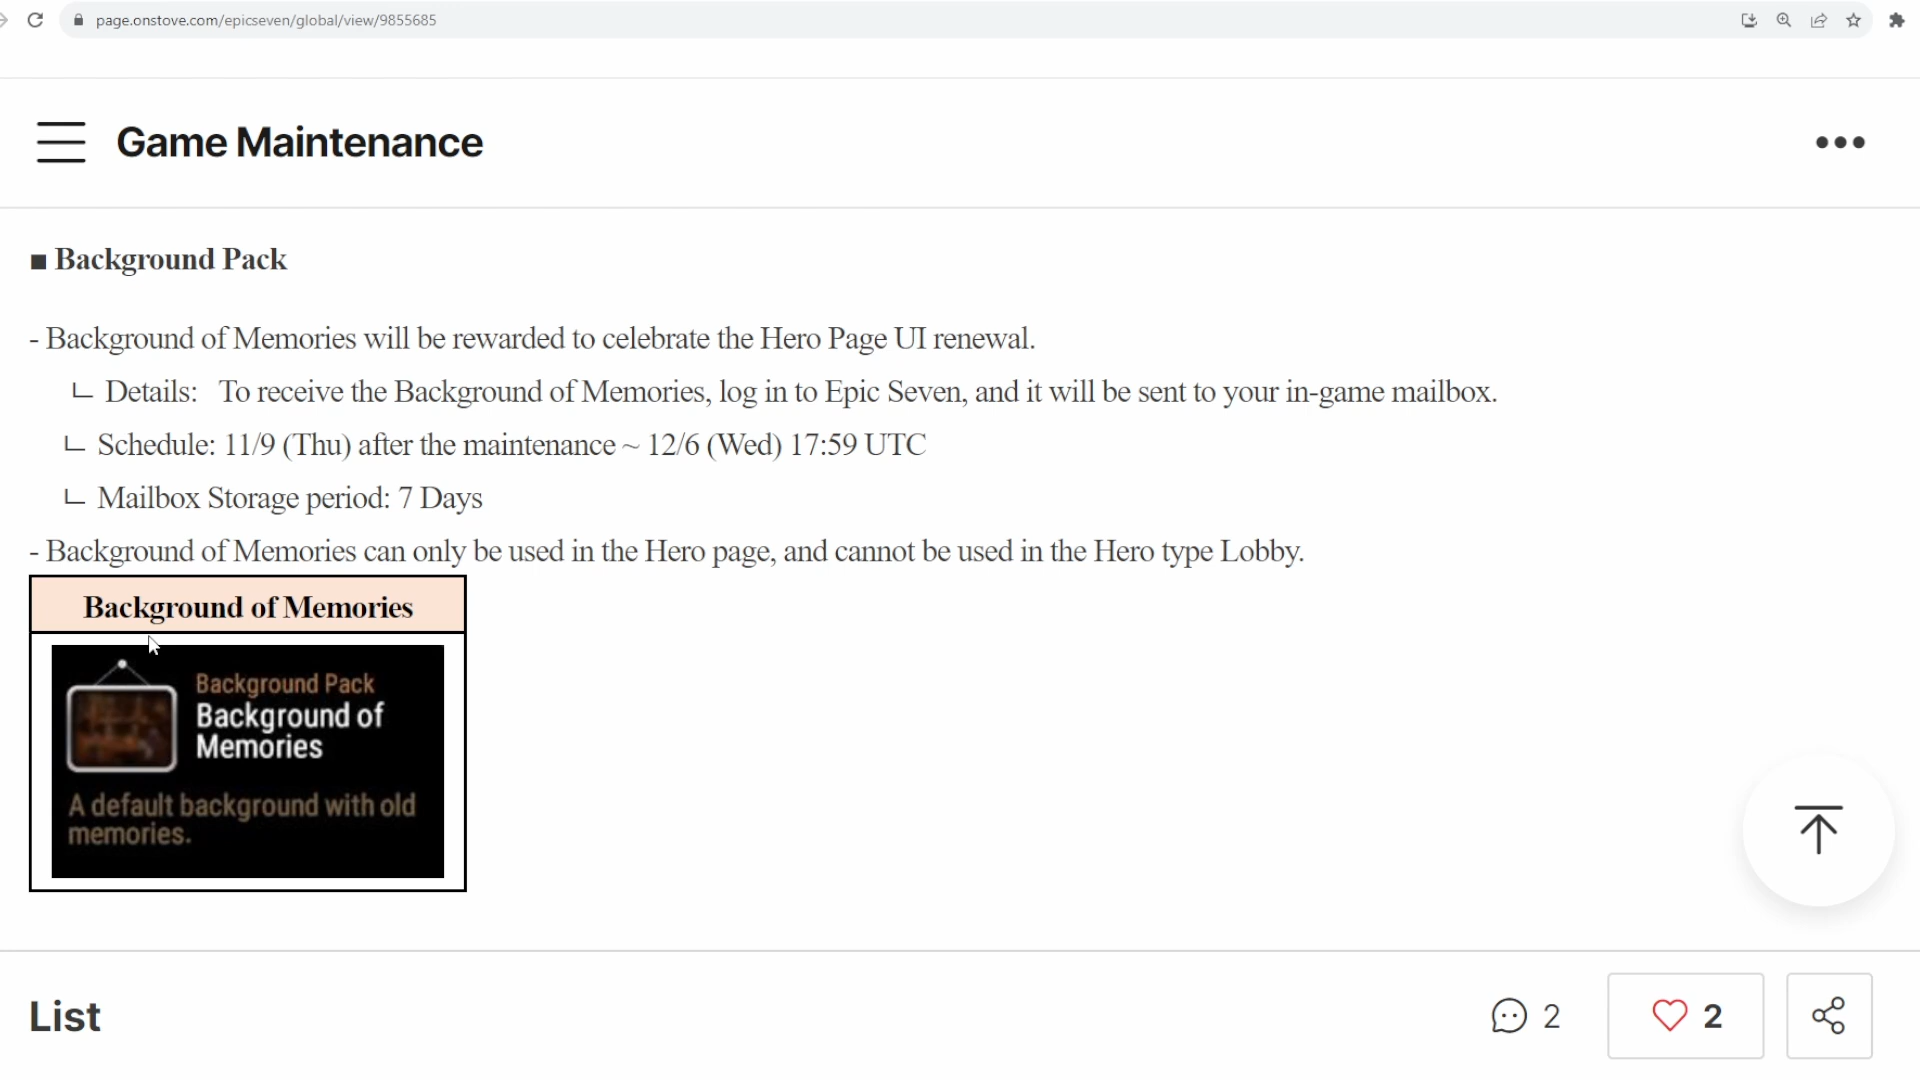 page.onstove.com/epicseven/global/view/9855685
Game Maintenance
■ Background Pack
- Background of Memories will be rewarded to celebrate the Hero Page UI renewal.
ㄴ Details: To receive the Background of Memories, log in to Epic Seven, and it will be sent to your in-game mailbox.
ㄴ Schedule: 11/9 (Thu) after the maintenance ~ 12/6 (Wed) 17:59 UTC
ㄴ Mailbox Storage period: 7 Days
- Background of Memories can only be used in the Hero page, and cannot be used in the Hero type Lobby.
Background of Memories
Background Pack
Background of
Memories
A default background with old
memories.
List
2
2